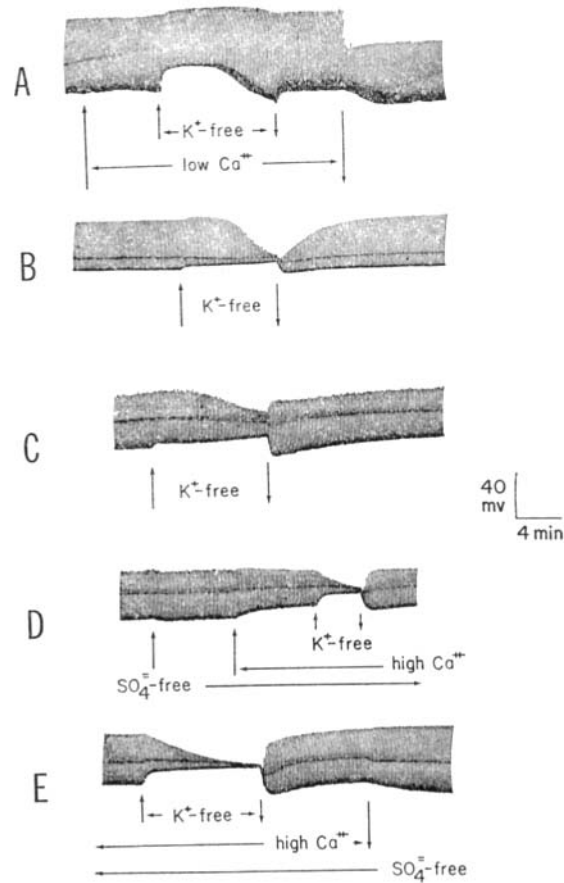 A
K⁺-free
low Ca⁺⁺
B
K⁺-free
C
K⁺-free
40
mv
4 min
D
K⁺-free
high Ca⁺⁺
SO₄⁼-free
E
K⁺-free
high Ca⁺⁺
SO₄⁼-free